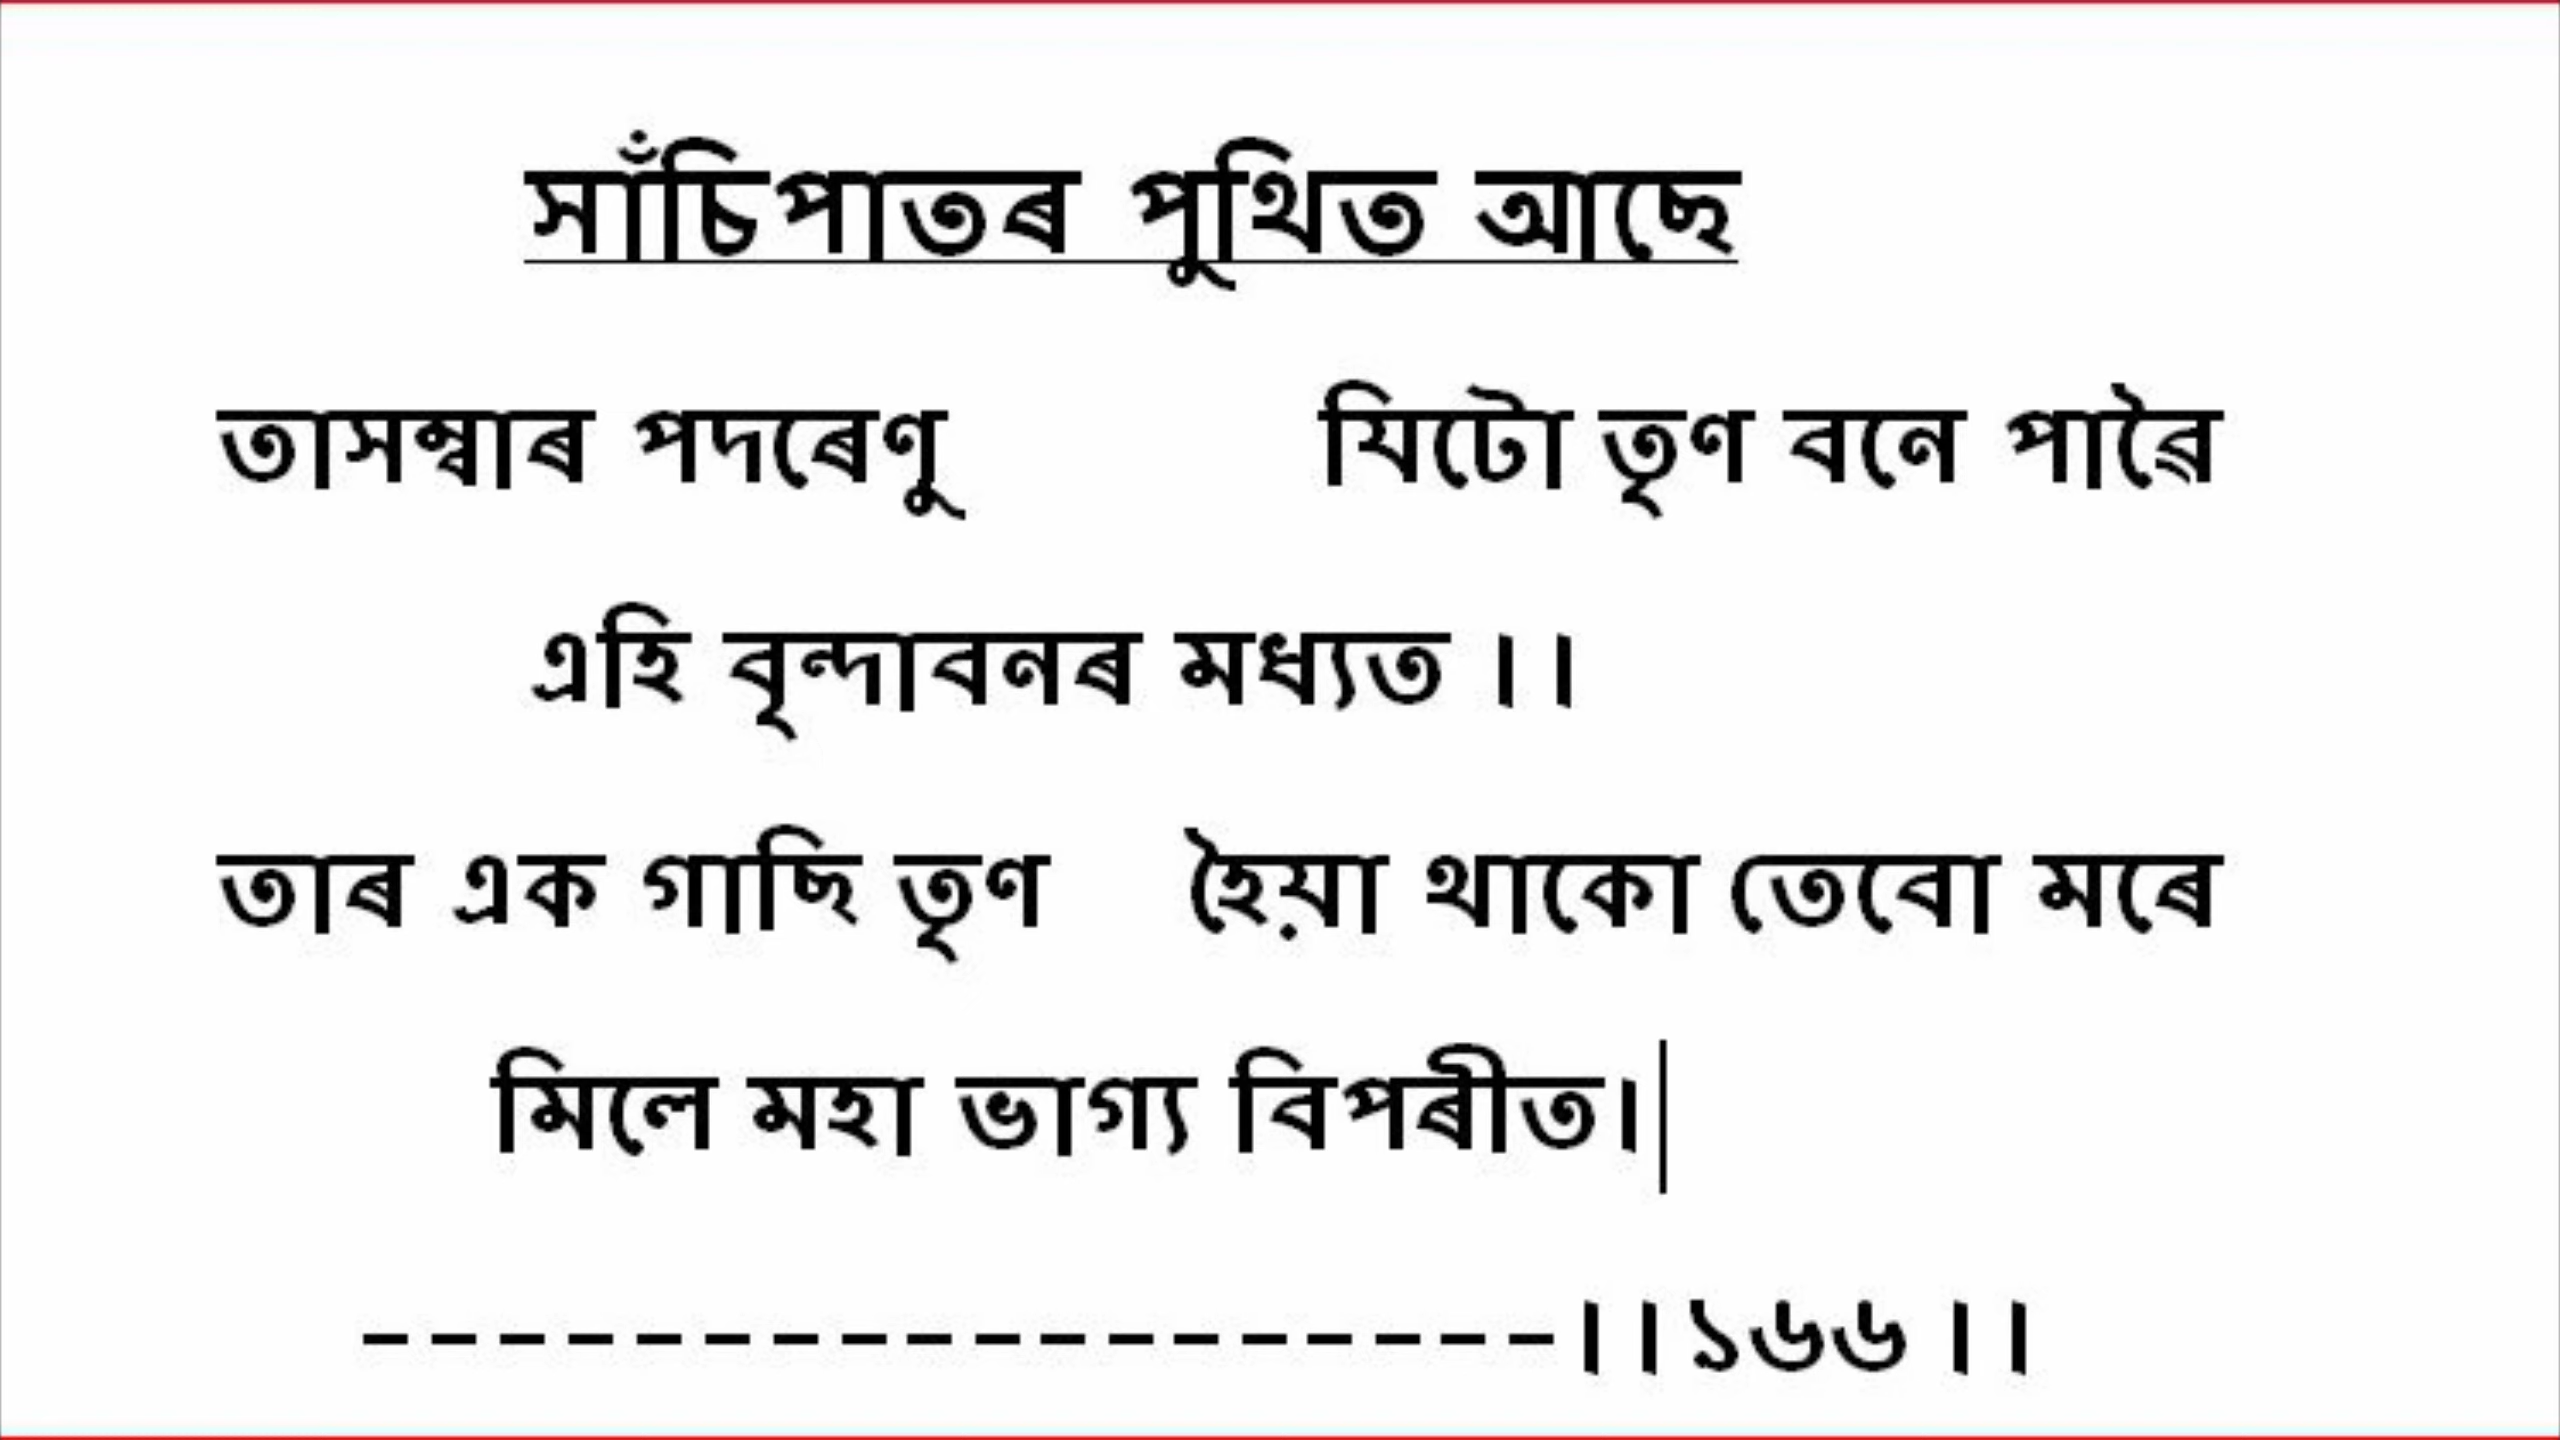 সাঁচিপাতৰ পুথিত আছে
তাসম্বাৰ পদৰেণু যিটো তৃণ বনে পাৱৈ
এহি বৃন্দাবনৰ মধ্যত ।।
তাৰ এক গাছি তৃণ হৈয়া থাকো তেবো মৰে
মিলে মহা ভাগ্য বিপৰীত।
------------------।।১৬৬ ।।